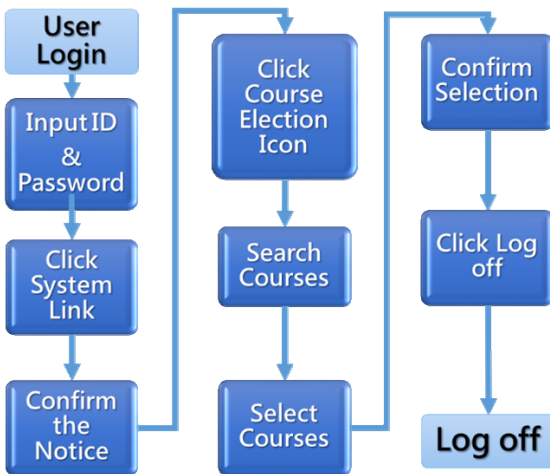 User
Login
Input ID
&
Password
Click
System
Link
Confirm
the
Notice
Click
Course
Election
Icon
Search
Courses
Select
Courses
Confirm
Selection
Click Log
off
Log off